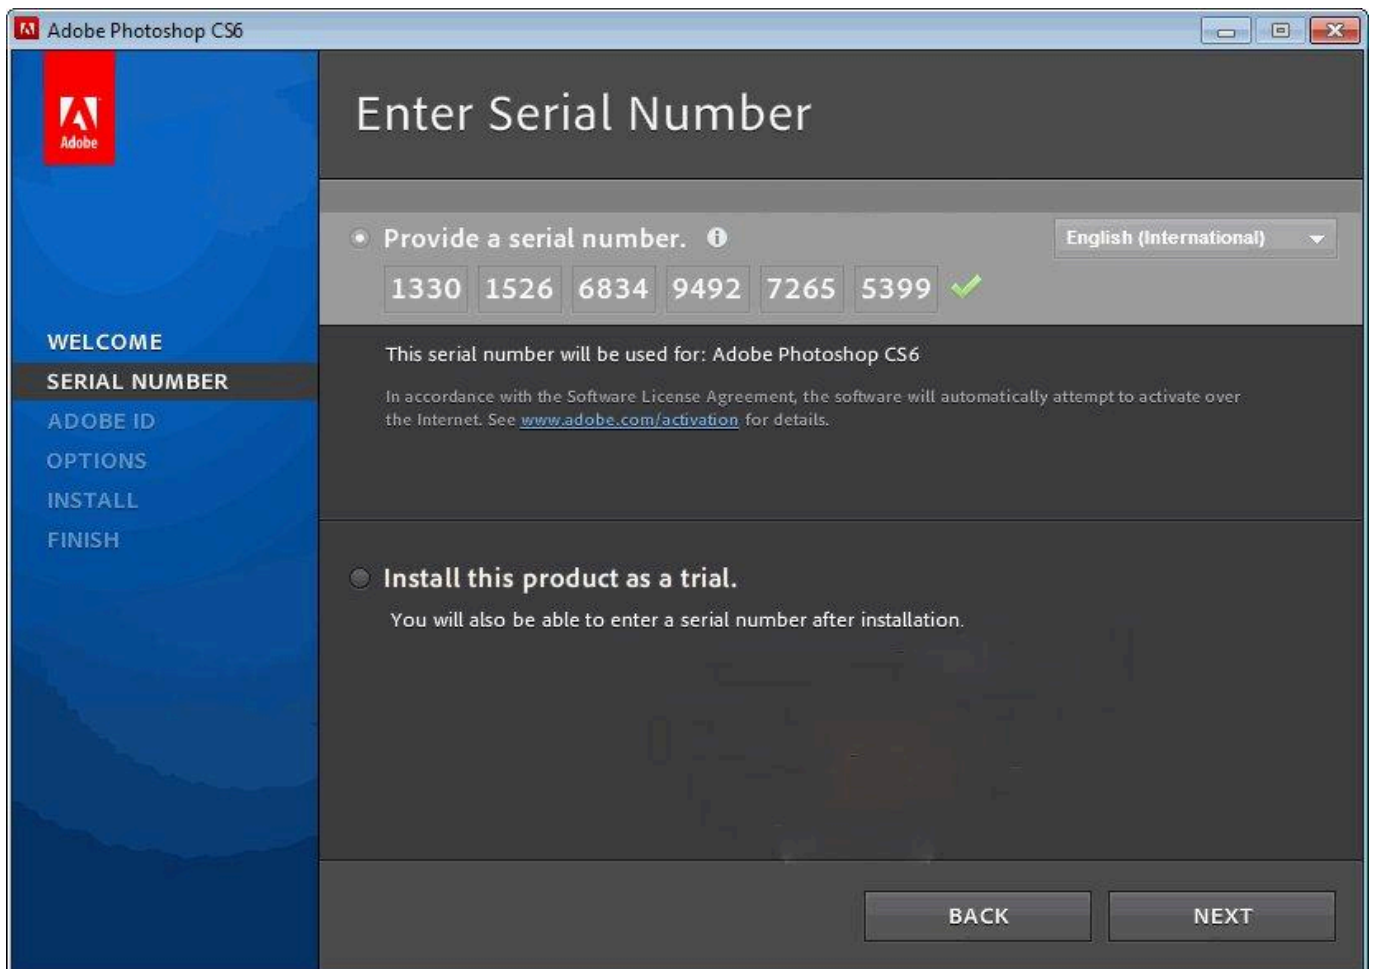 Adobe Photoshop CS6
Adobe
Enter Serial Number
Provide a serial number.
English (International)
1330 1526 6834 9492 7265 5399
WELCOME
SERIAL NUMBER
ADOBE ID
OPTIONS
INSTALL
FINISH
This serial number will be used for: Adobe Photoshop CS6
In accordance with the Software License Agreement, the software will automatically attempt to activate over
the Internet. See www.adobe.com/activation for details.
Install this product as a trial.
You will also be able to enter a serial number after installation.
BACK
NEXT